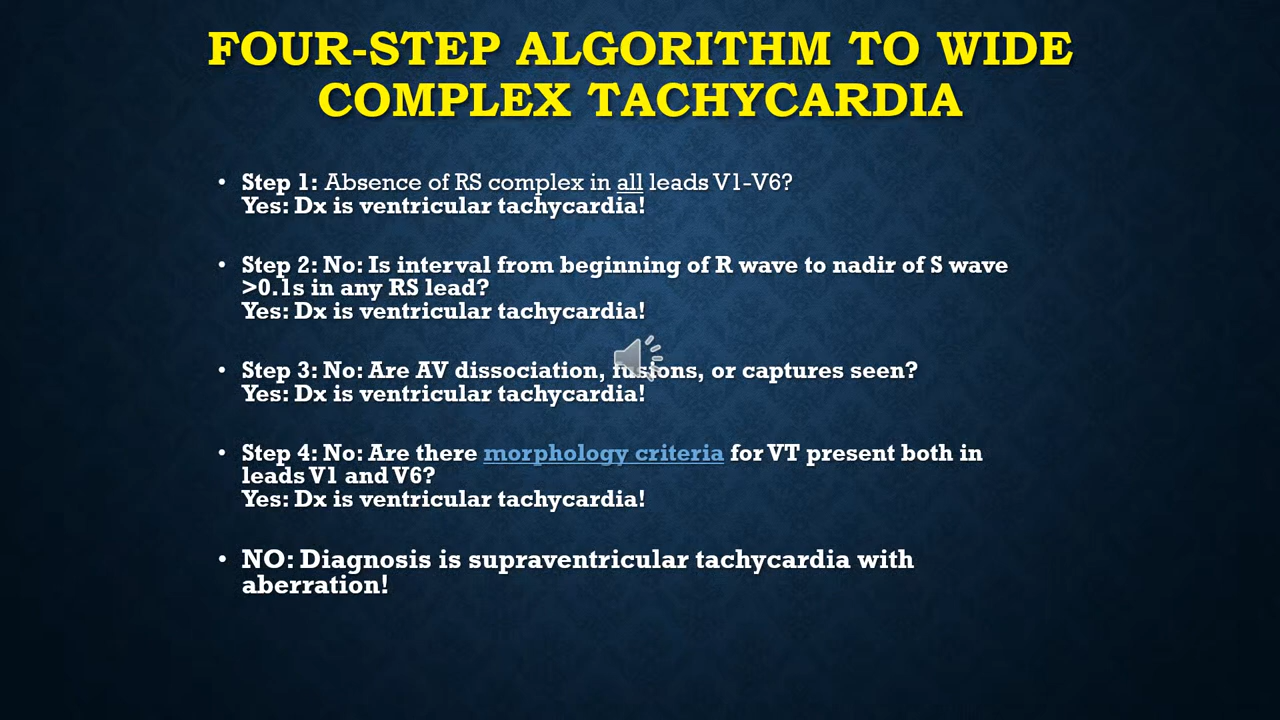 FOUR-STEP ALGORITHM TO WIDE
COMPLEX TACHYCARDIA
• Step 1: Absence of RS complex in all leads V1-V6?
Yes: Dx is ventricular tachycardia!
• Step 2: No: Is interval from beginning of R wave to nadir of S wave
>0.1s in any RS lead?
Yes: Dx is ventricular tachycardia!
• Step 3: No: Are AV dissociation, fusions, or captures seen?
Yes: Dx is ventricular tachycardia!
• Step 4: No: Are there morphology criteria for VT present both in
leads V1 and V6?
Yes: Dx is ventricular tachycardia!
• NO: Diagnosis is supraventricular tachycardia with
aberration!